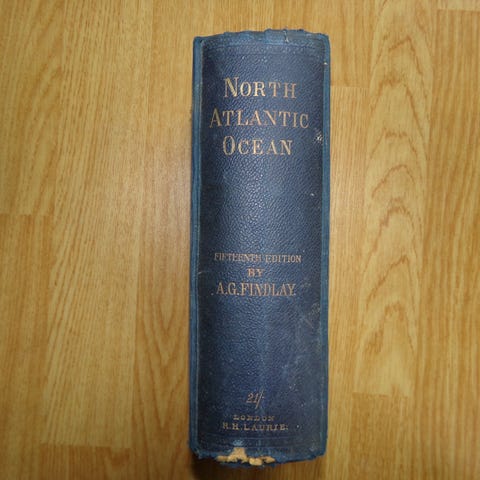 NORTH
ATLANTIC
OCEAN
FIFTEENTH EDITION
BY
A.G.FINDLAY.
21/-
LONDON
R.H.LAURIE.